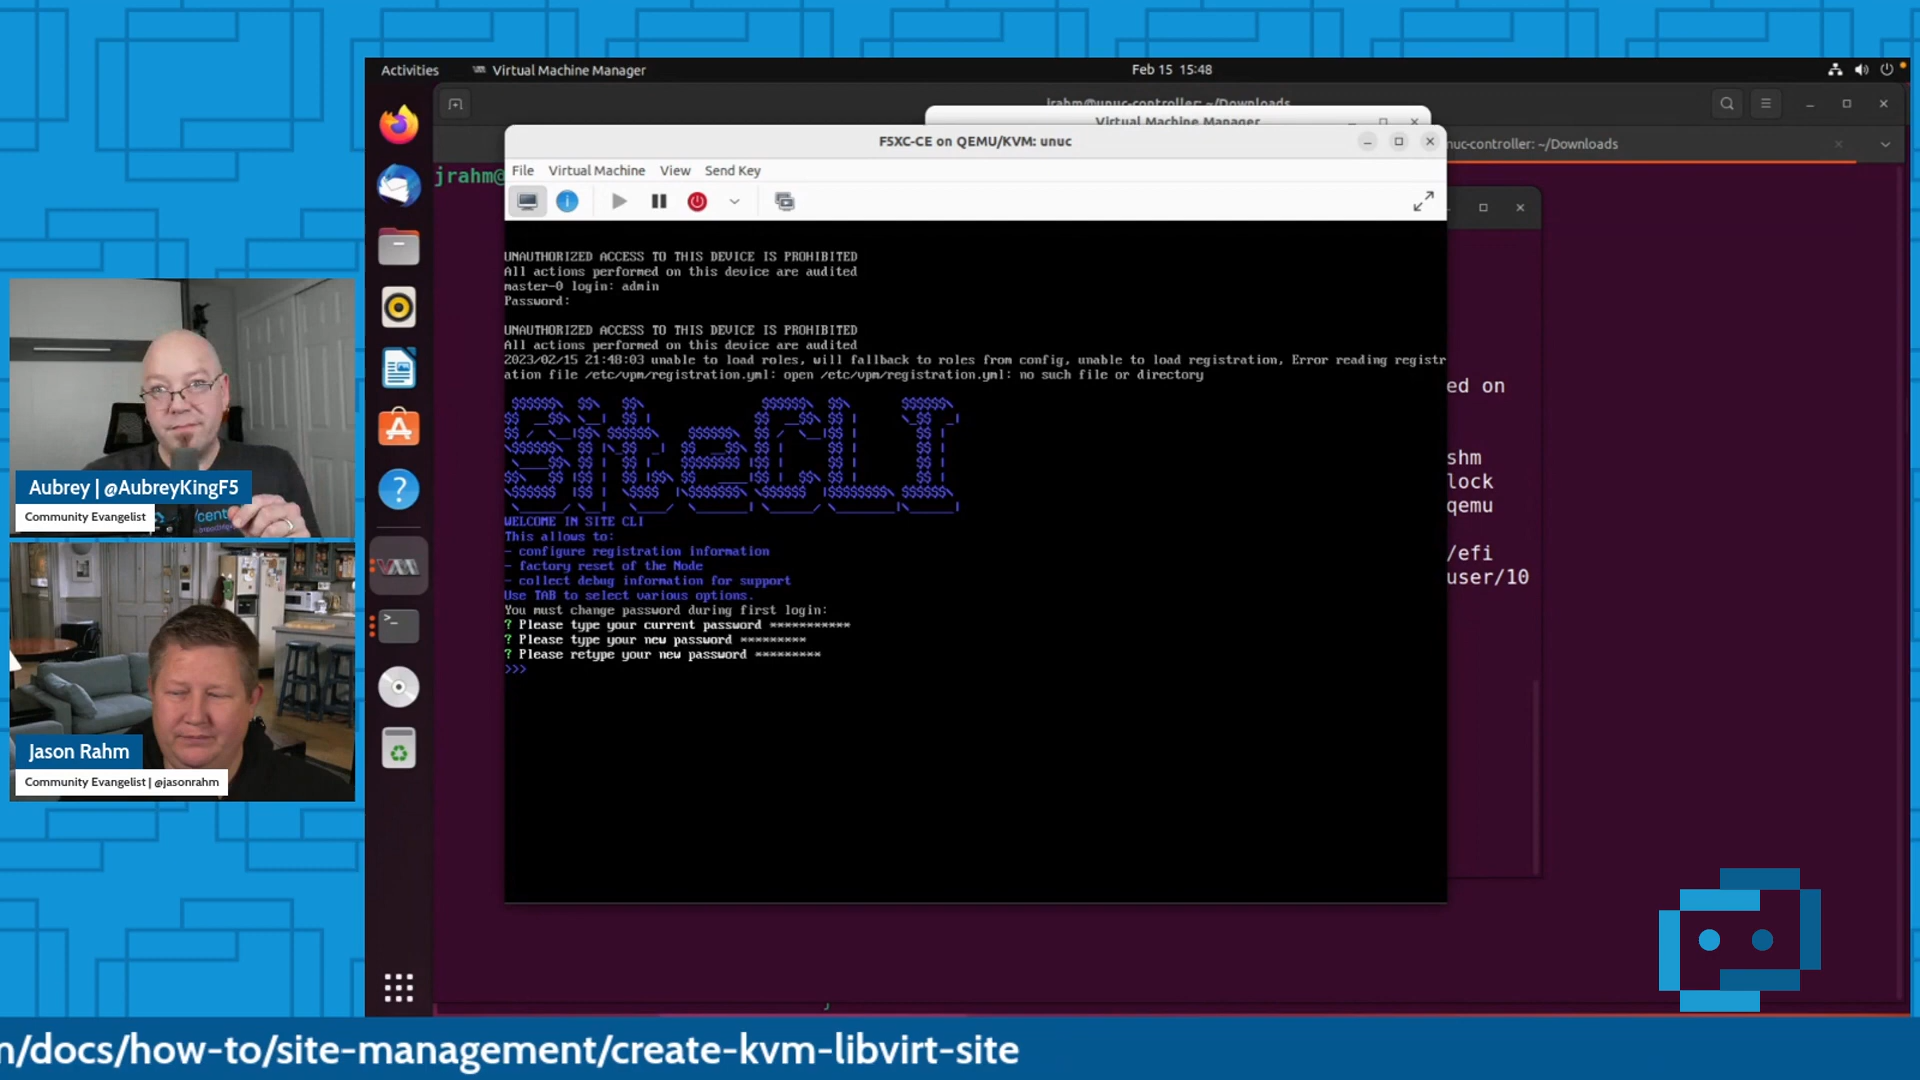 Activities
Virtual Machine Manager
Feb 15 15:48
jrahm@unuc-controller: ~/Downloads
Virtual Machine Manager
F5XC-CE on QEMU/KVM: unuc
nuc-controller: ~/Downloads
File Virtual Machine View Send Key
jrahm@
UNAUTHORIZED ACCESS TO THIS DEVICE IS PROHIBITED
All actions performed on this device are audited
master-0 login: admin
Password:
UNAUTHORIZED ACCESS TO THIS DEVICE IS PROHIBITED
All actions performed on this device are audited
2023/02/15 21:48:03 unable to load roles, will fallback to roles from config, unable to load registration, Error reading registr
ation file /etc/vpm/registration.yml: open /etc/vpm/registration.yml: no such file or directory
SiteCLI
WELCOME IN SITE CLI
This allows to:
- configure registration information
- factory reset of the Node
- collect debug information for support
Use TAB to select various options.
You must change password during first login:
? Please type your current password ***********
? Please type your new password *********
? Please retype your new password *********
>>>
ed on
shm
lock
qemu
/efi
user/10
Aubrey | @AubreyKingF5
Community Evangelist
Jason Rahm
Community Evangelist | @jasonrahm
m/docs/how-to/site-management/create-kvm-libvirt-site